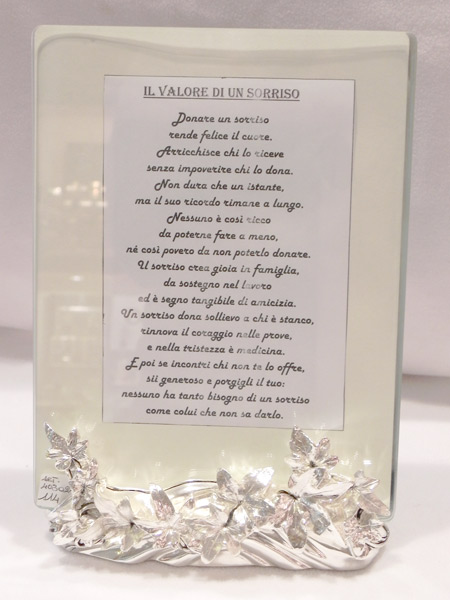 IL VALORE DI UN SORRISO
Donare un sorriso
rende felice il cuore.
Arricchisce chi lo riceve
senza impoverire chi lo dona.
Non dura che un istante,
ma il suo ricordo rimane a lungo.
Nessuno è così ricco
da poterne fare a meno,
né così povero da non poterlo donare.
Il sorriso crea gioia in famiglia,
da sostegno nel lavoro
ed è segno tangibile di amicizia.
Un sorriso dona sollievo a chi è stanco,
rinnova il coraggio nelle prove,
e nella tristezza è medicina.
E poi se incontri chi non te lo offre,
sii generoso e porgigli il tuo:
nessuno ha tanto bisogno di un sorriso
come colui che non sa darlo.
114